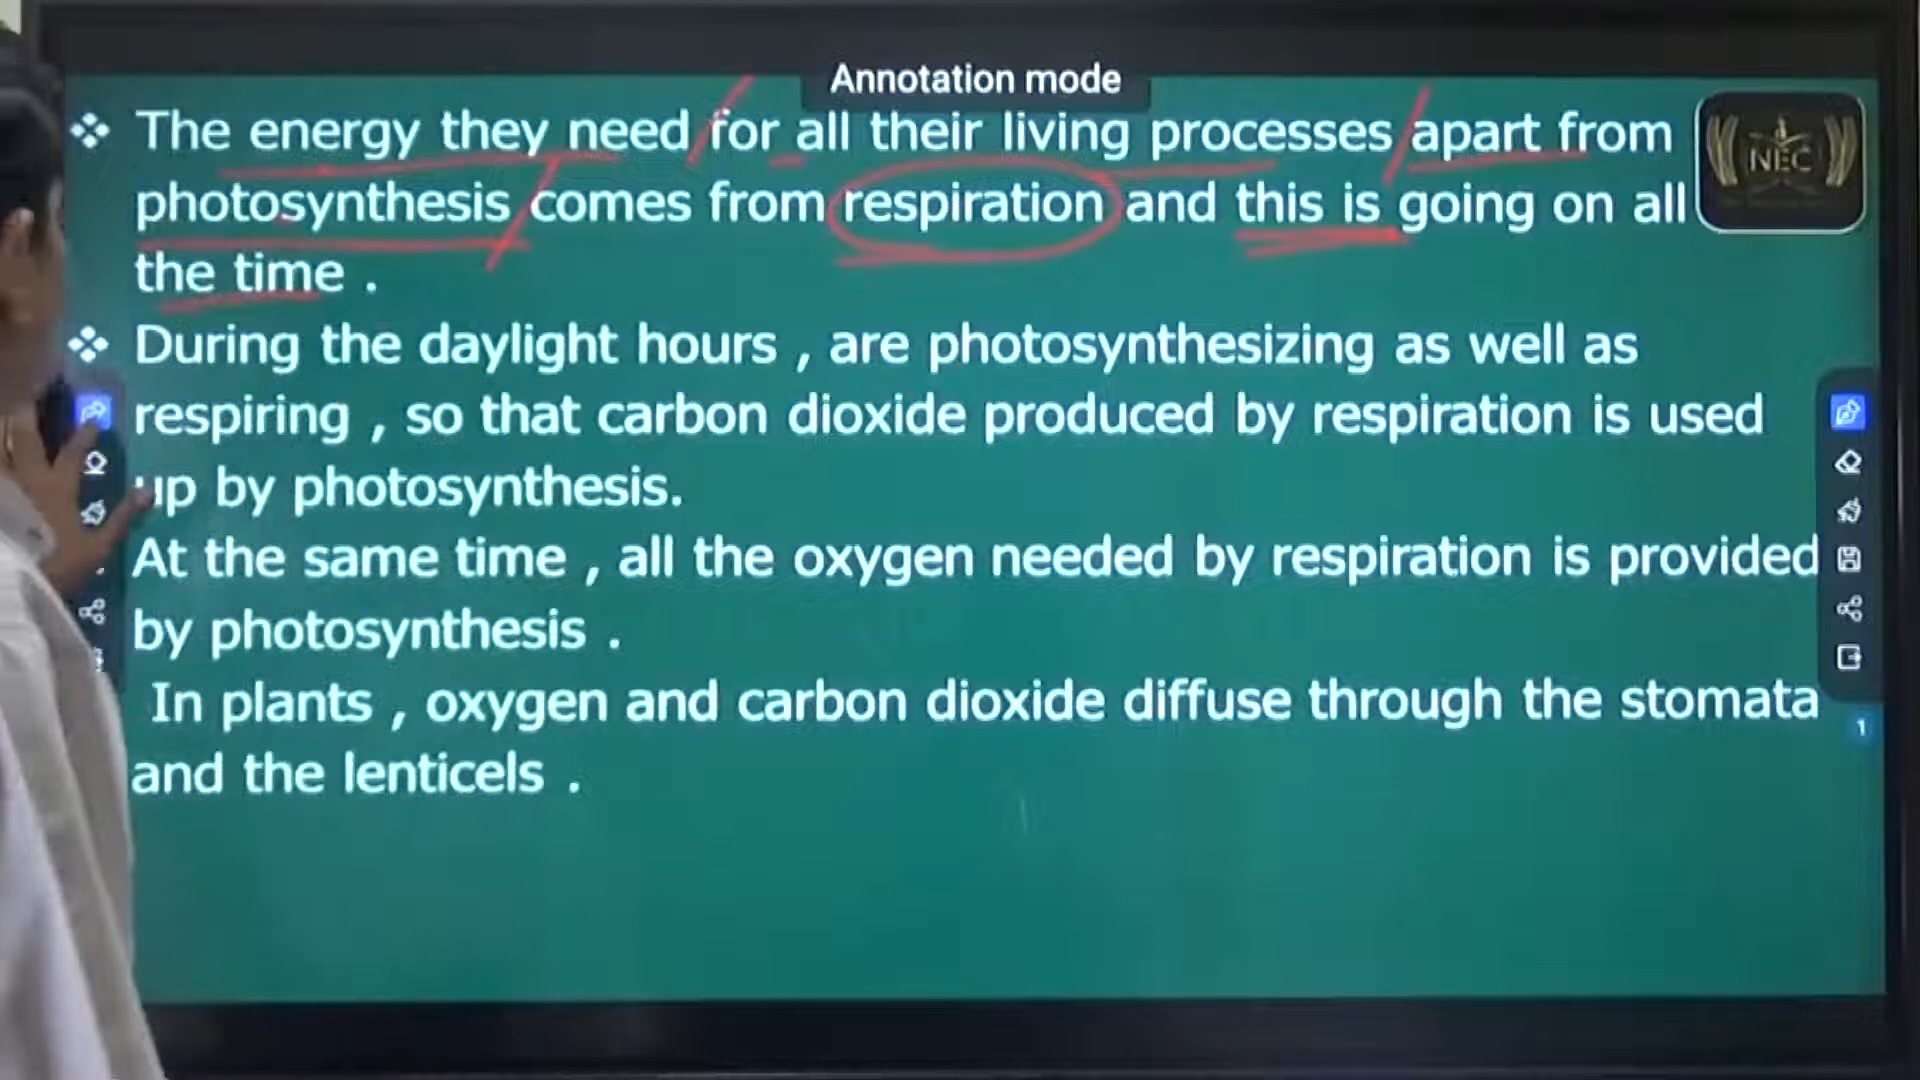 Annotation mode
❖ The energy they need for all their living processes apart from
photosynthesis comes from respiration and this is going on all
the time .
❖ During the daylight hours , are photosynthesizing as well as
respiring , so that carbon dioxide produced by respiration is used
up by photosynthesis.
At the same time , all the oxygen needed by respiration is provided
by photosynthesis .
In plants , oxygen and carbon dioxide diffuse through the stomata
and the lenticels .
NEC
1